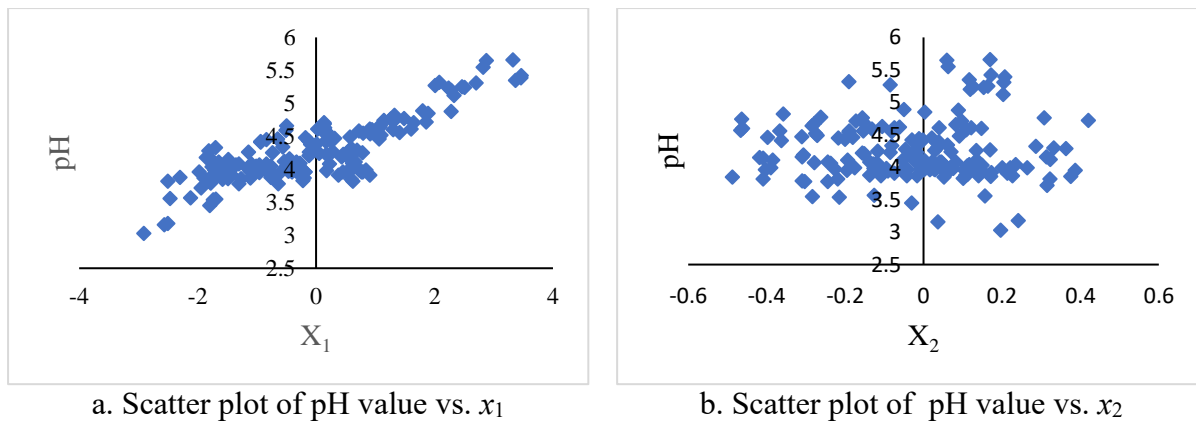 6
5.5
5
4.5
4
3.5
3
2.5
-4 -2 0 2 4
pH
X₁
a. Scatter plot of pH value vs. x₁
6
5.5
5
4.5
4
3.5
3
2.5
-0.6 -0.4 -0.2 0 0.2 0.4 0.6
pH
X₂
b. Scatter plot of pH value vs. x₂